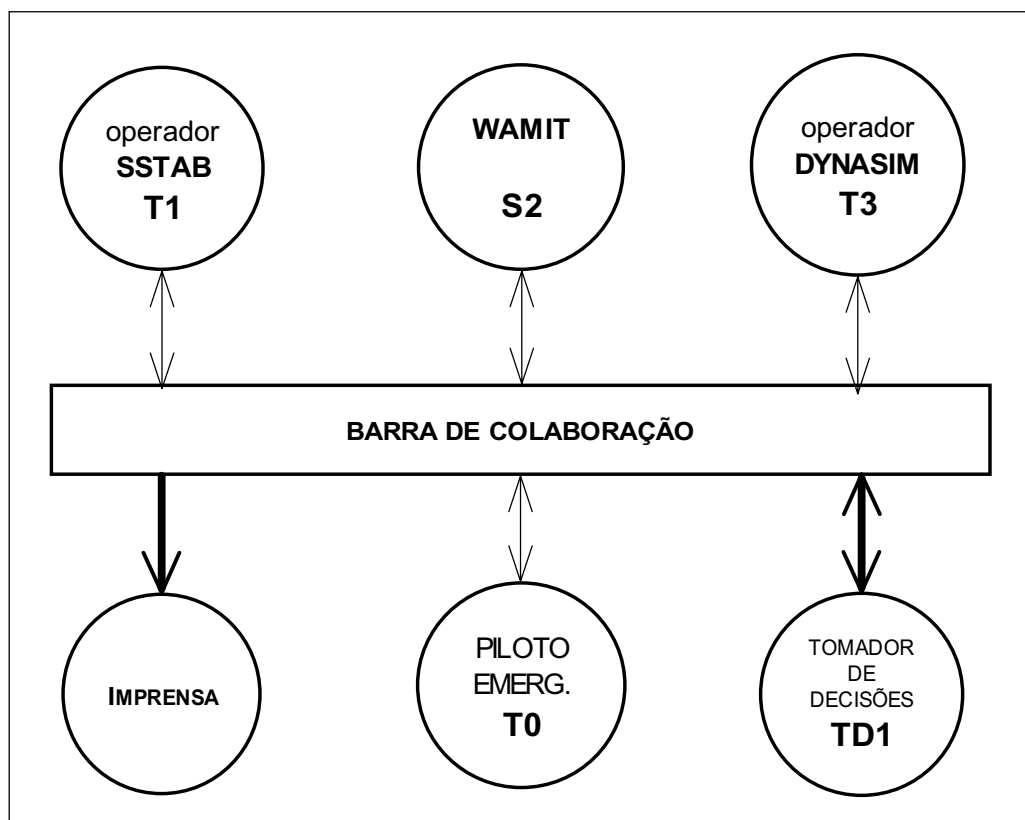 operador
SSTAB
T1
WAMIT
S2
operador
DYNASIM
T3
BARRA DE COLABORAÇÃO
IMPRENSA
PILOTO
EMERG.
T0
TOMADOR
DE
DECISÕES
TD1